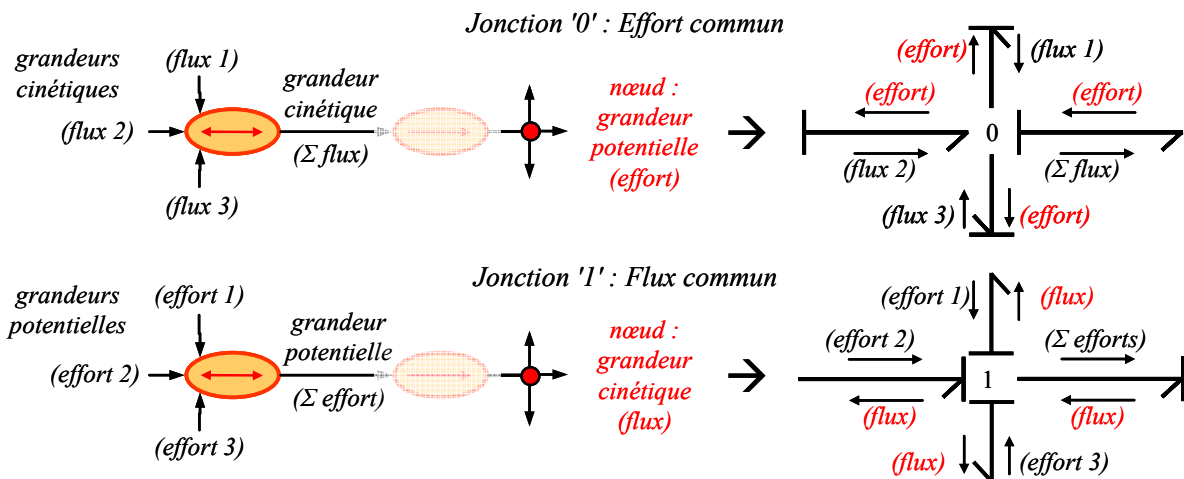 Jonction '0' : Effort commun
grandeurs
cinétiques
(flux 1)
(flux 2)
(flux 3)
grandeur
cinétique
(Σ flux)
nœud :
grandeur
potentielle
(effort)
(effort)
(flux 1)
(effort)
(effort)
0
(flux 2)
(Σ flux)
(flux 3)
(effort)
Jonction '1' : Flux commun
grandeurs
potentielles
(effort 1)
(effort 2)
(effort 3)
grandeur
potentielle
(Σ effort)
nœud :
grandeur
cinétique
(flux)
(effort 1)
(flux)
(effort 2)
(Σ efforts)
1
(flux)
(flux)
(flux)
(effort 3)